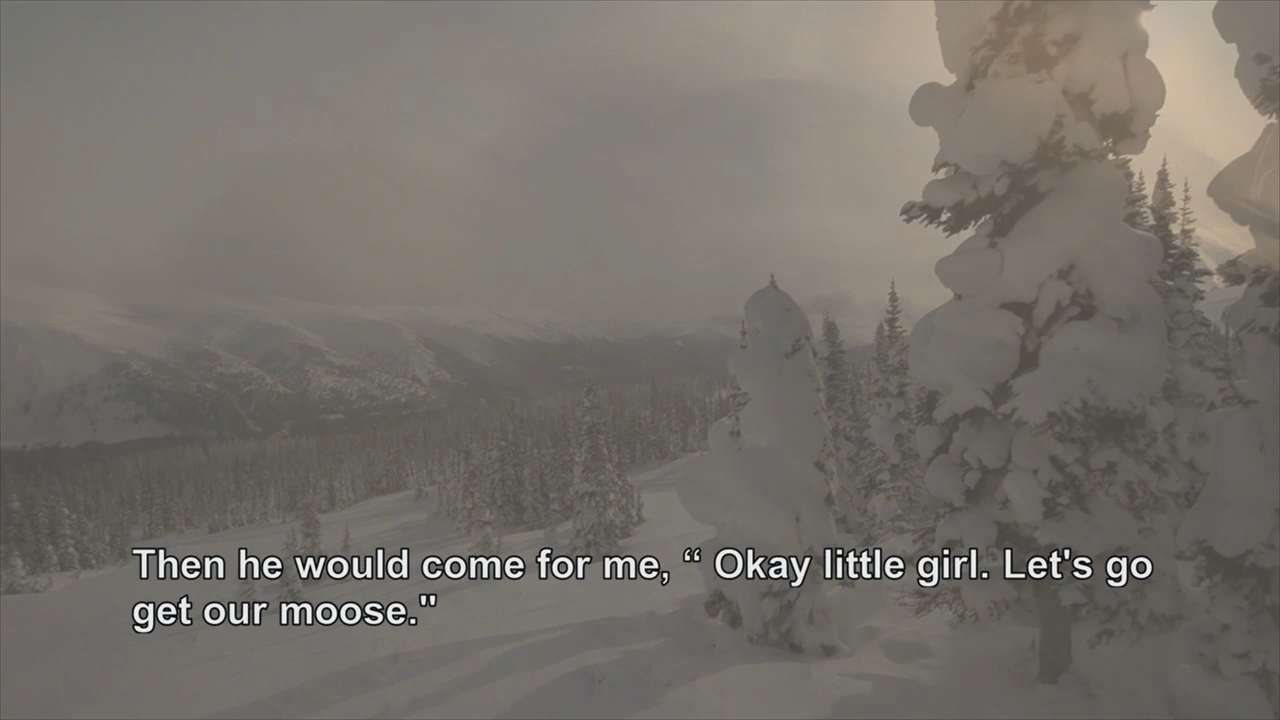 Then he would come for me, “ Okay little girl. Let's go
get our moose."